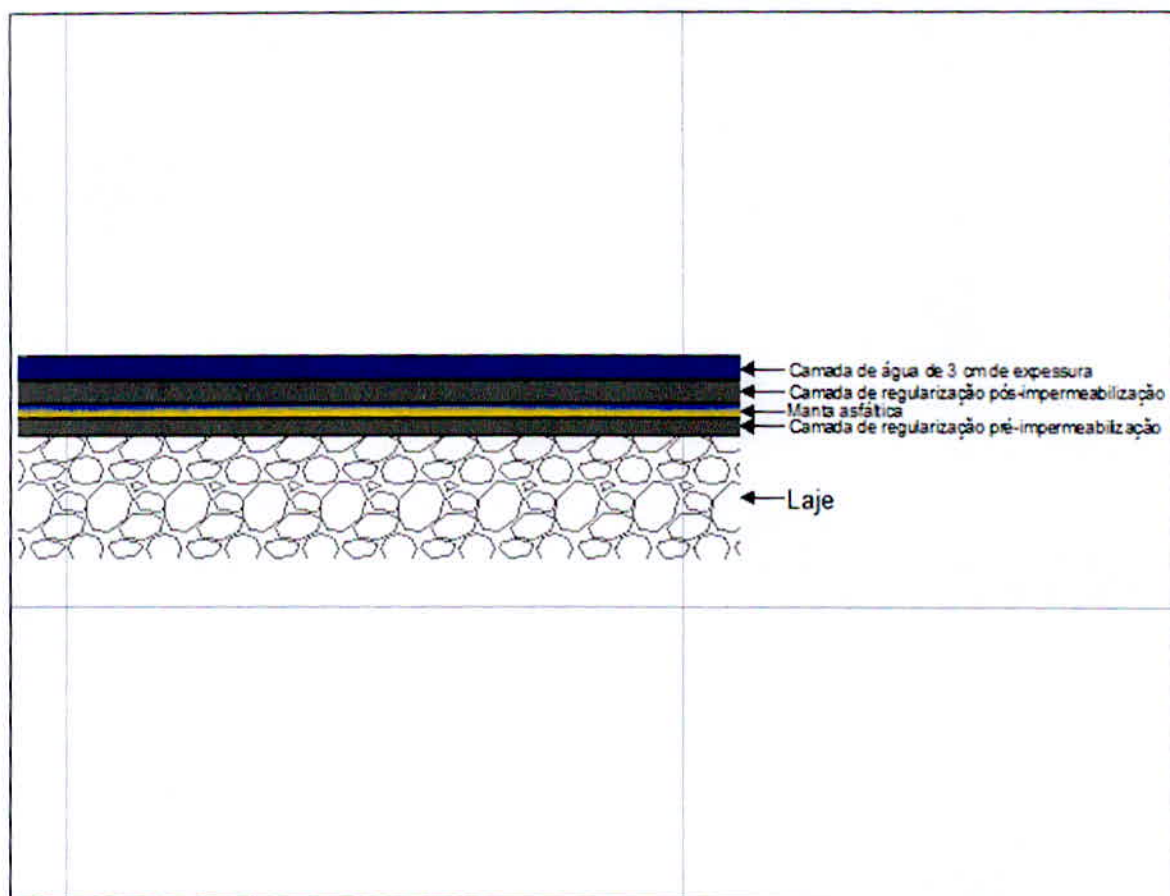 Camada de água de 3 cm de expessura
Camada de regularização pós-impermeabilização
Manta asfáltica
Camada de regularização pré-impermeabilização
Laje